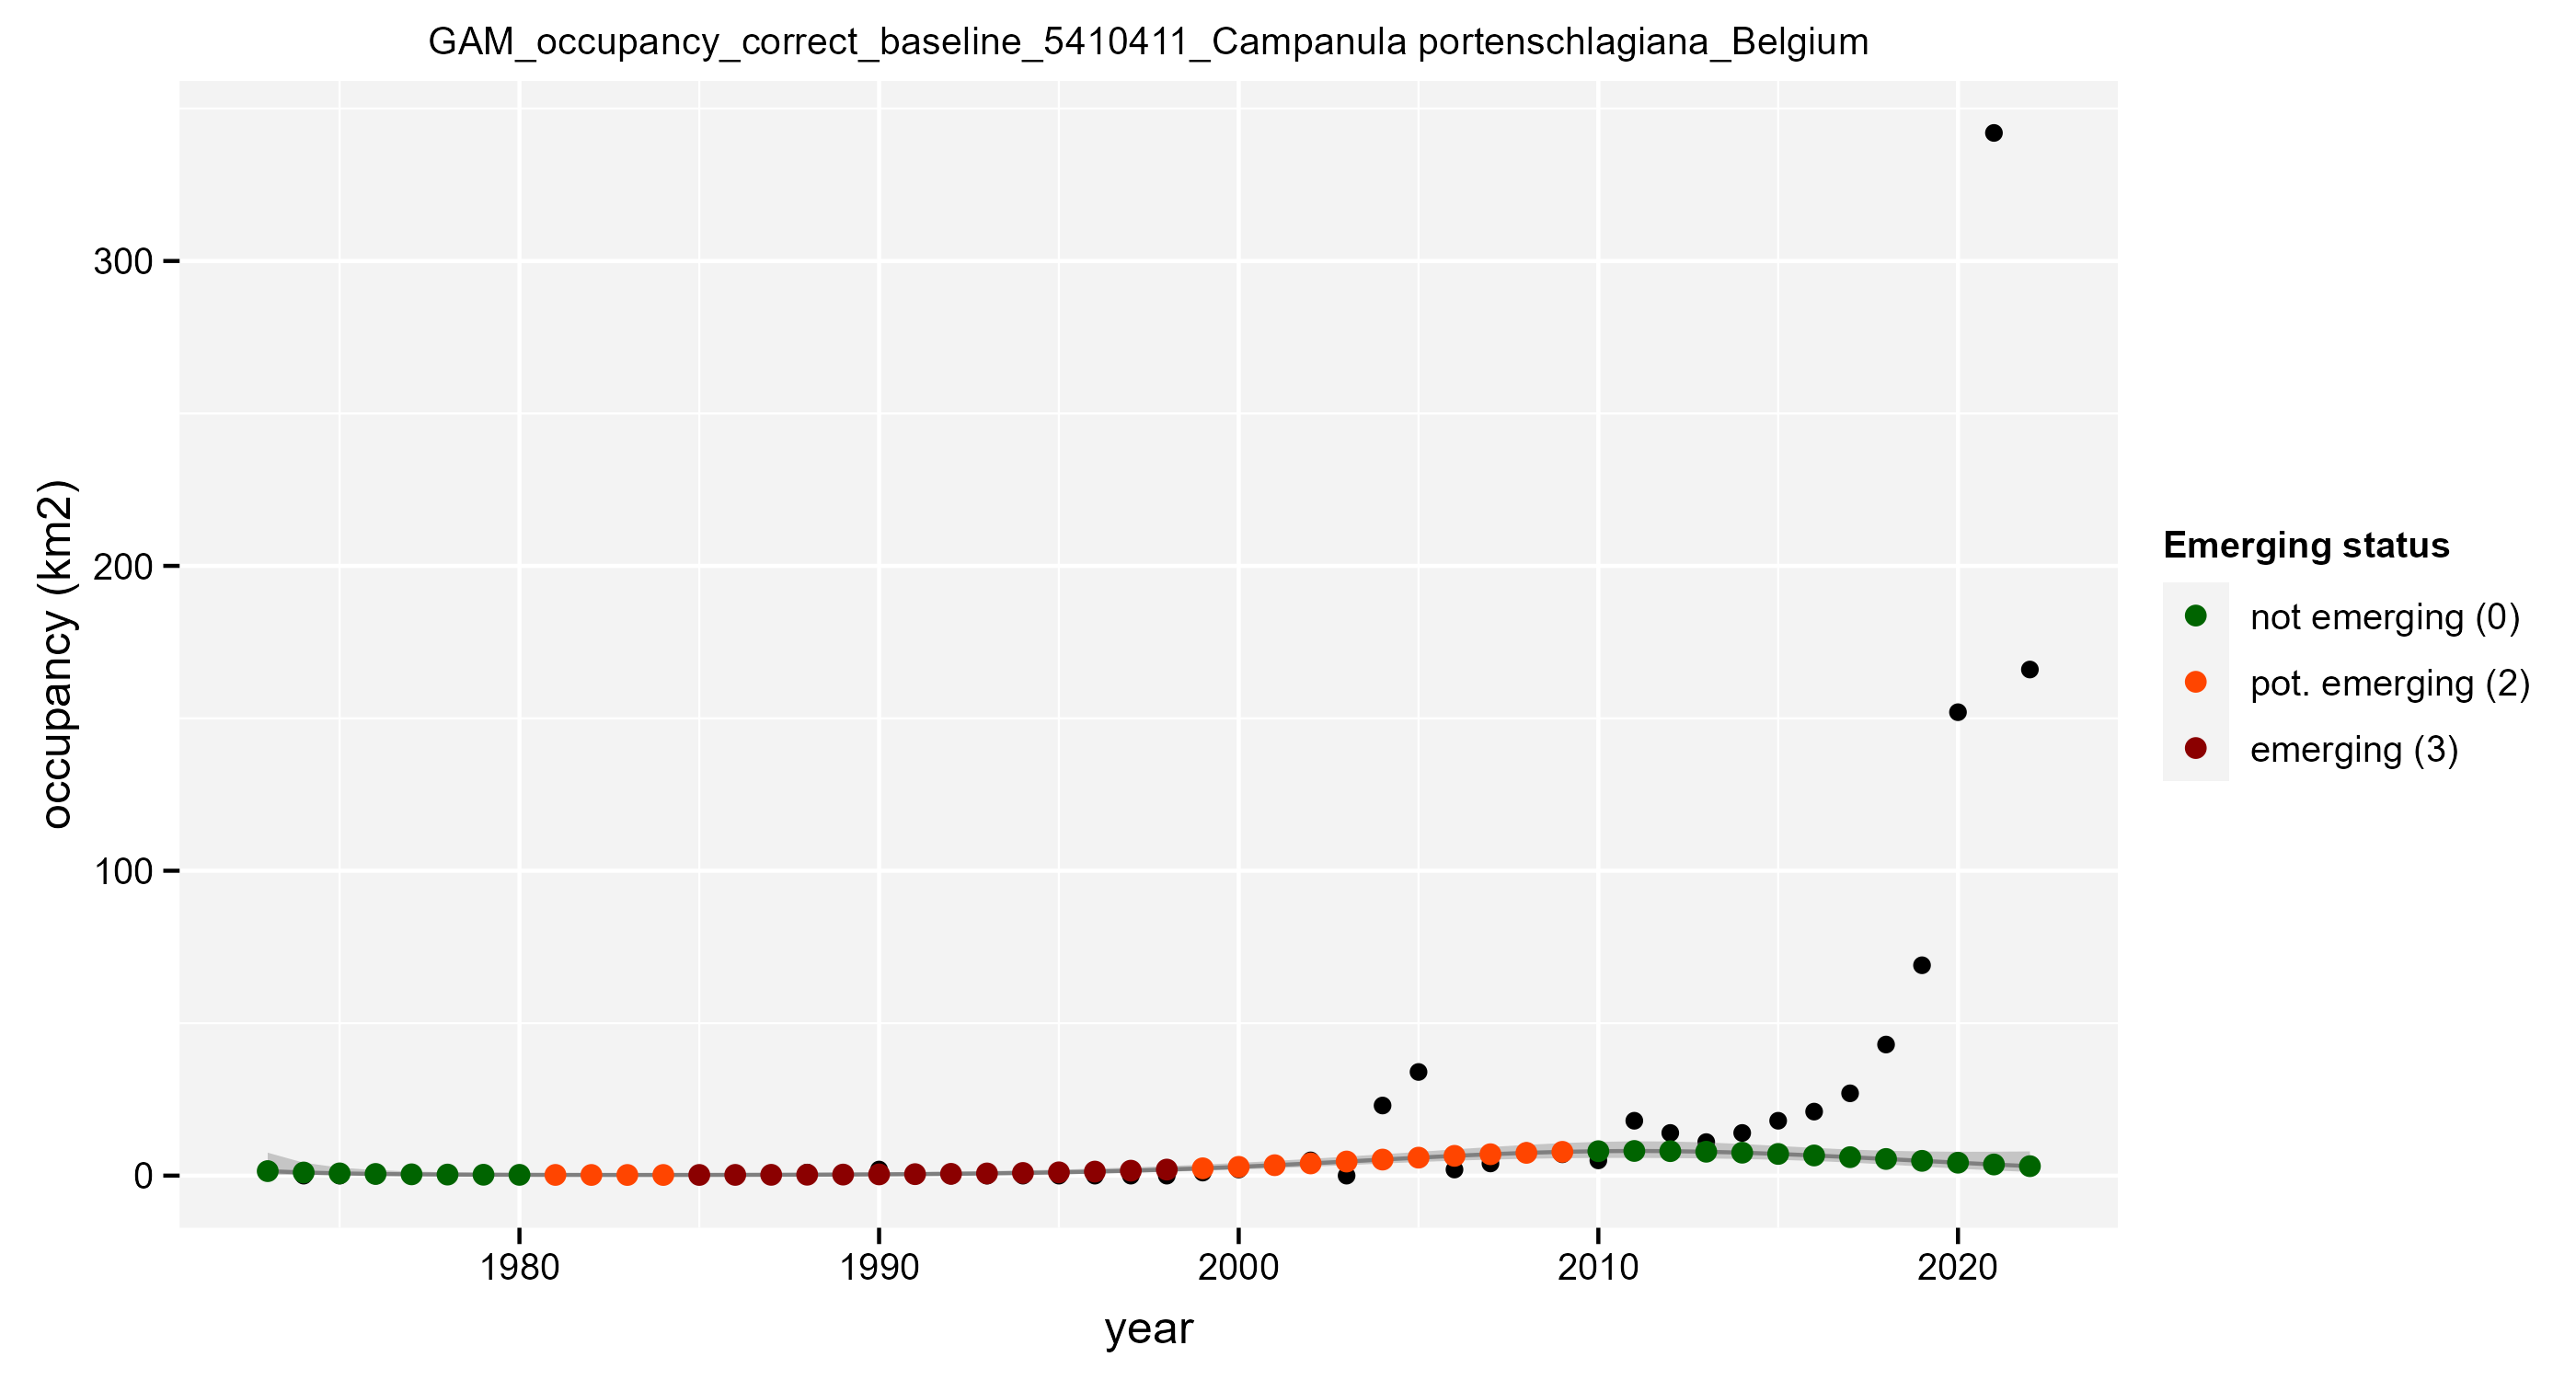 GAM_occupancy_correct_baseline_5410411_Campanula portenschlagiana_Belgium
occupancy (km2)
300
200
100
0
1980 1990 2000 2010 2020
year
Emerging status
not emerging (0)
pot. emerging (2)
emerging (3)